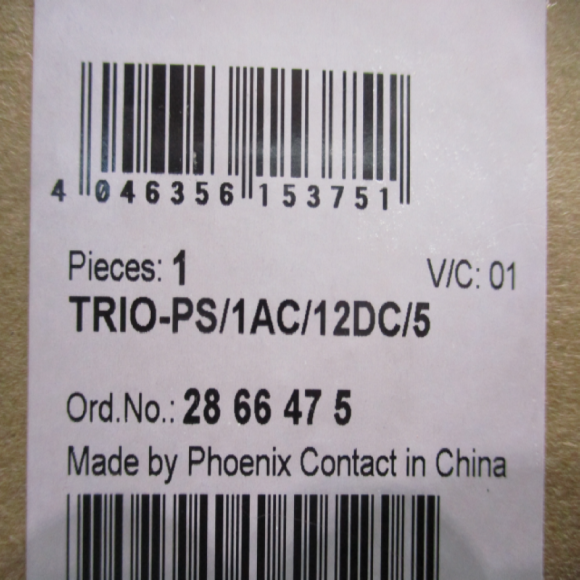 4 046356 153751
Pieces: 1 V/C: 01
TRIO-PS/1AC/12DC/5
Ord.No.: 28 66 47 5
Made by Phoenix Contact in China